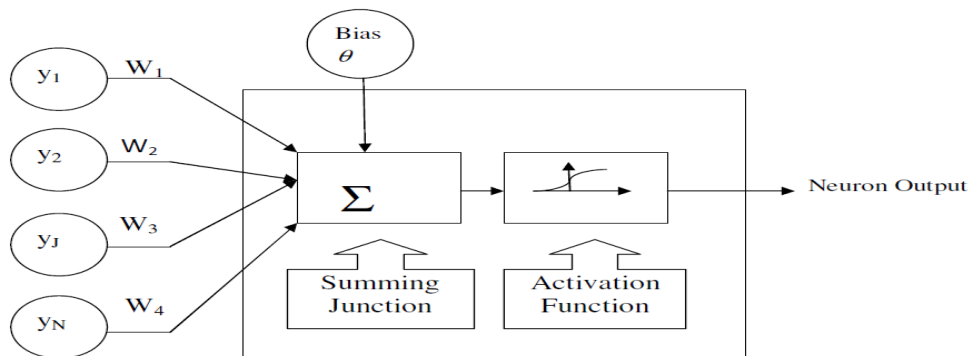 Bias
θ
y1
W1
y2
W2
yJ
W3
yN
W4
Σ
Neuron Output
Summing
Junction
Activation
Function